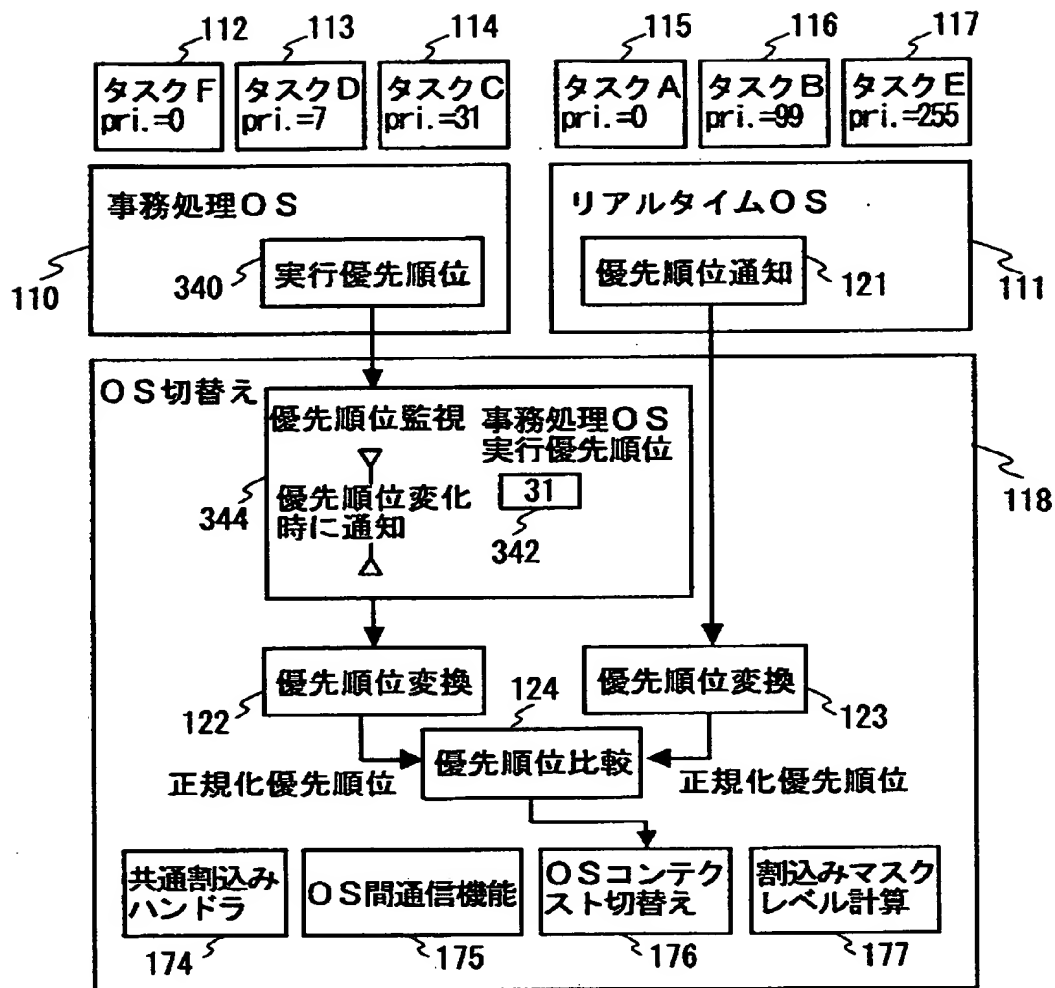 112
113
114
115
116
117
タスクF
pri.=0
タスクD
pri.=7
タスクC
pri.=31
タスクA
pri.=0
タスクB
pri.=99
タスクE
pri.=255
事務処理OS
リアルタイムOS
実行優先順位
優先順位通知
110
340
121
111
OS切替え
優先順位監視
事務処理OS
実行優先順位
優先順位変化
時に通知
31
344
342
118
優先順位変換
優先順位変換
122
124
123
優先順位比較
正規化優先順位
正規化優先順位
共通割込み
ハンドラ
OS間通信機能
OSコンテク
スト切替え
割込みマスク
レベル計算
174
175
176
177